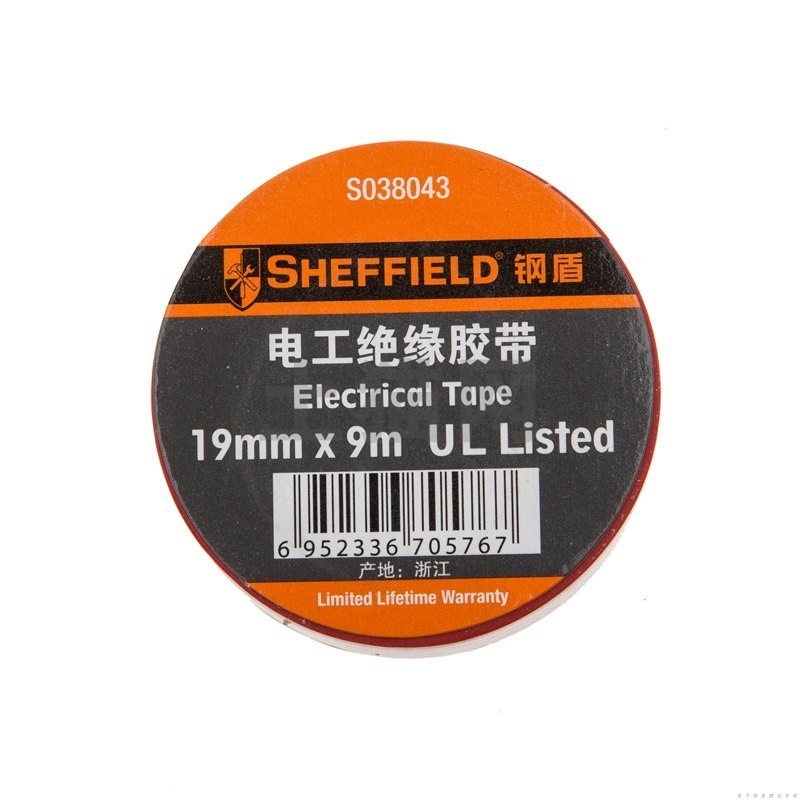 S038043
SHEFFIELD® 钢盾
电工绝缘胶带
Electrical Tape
19mm x 9m UL Listed
6 952336 705767
产地：浙江
Limited Lifetime Warranty